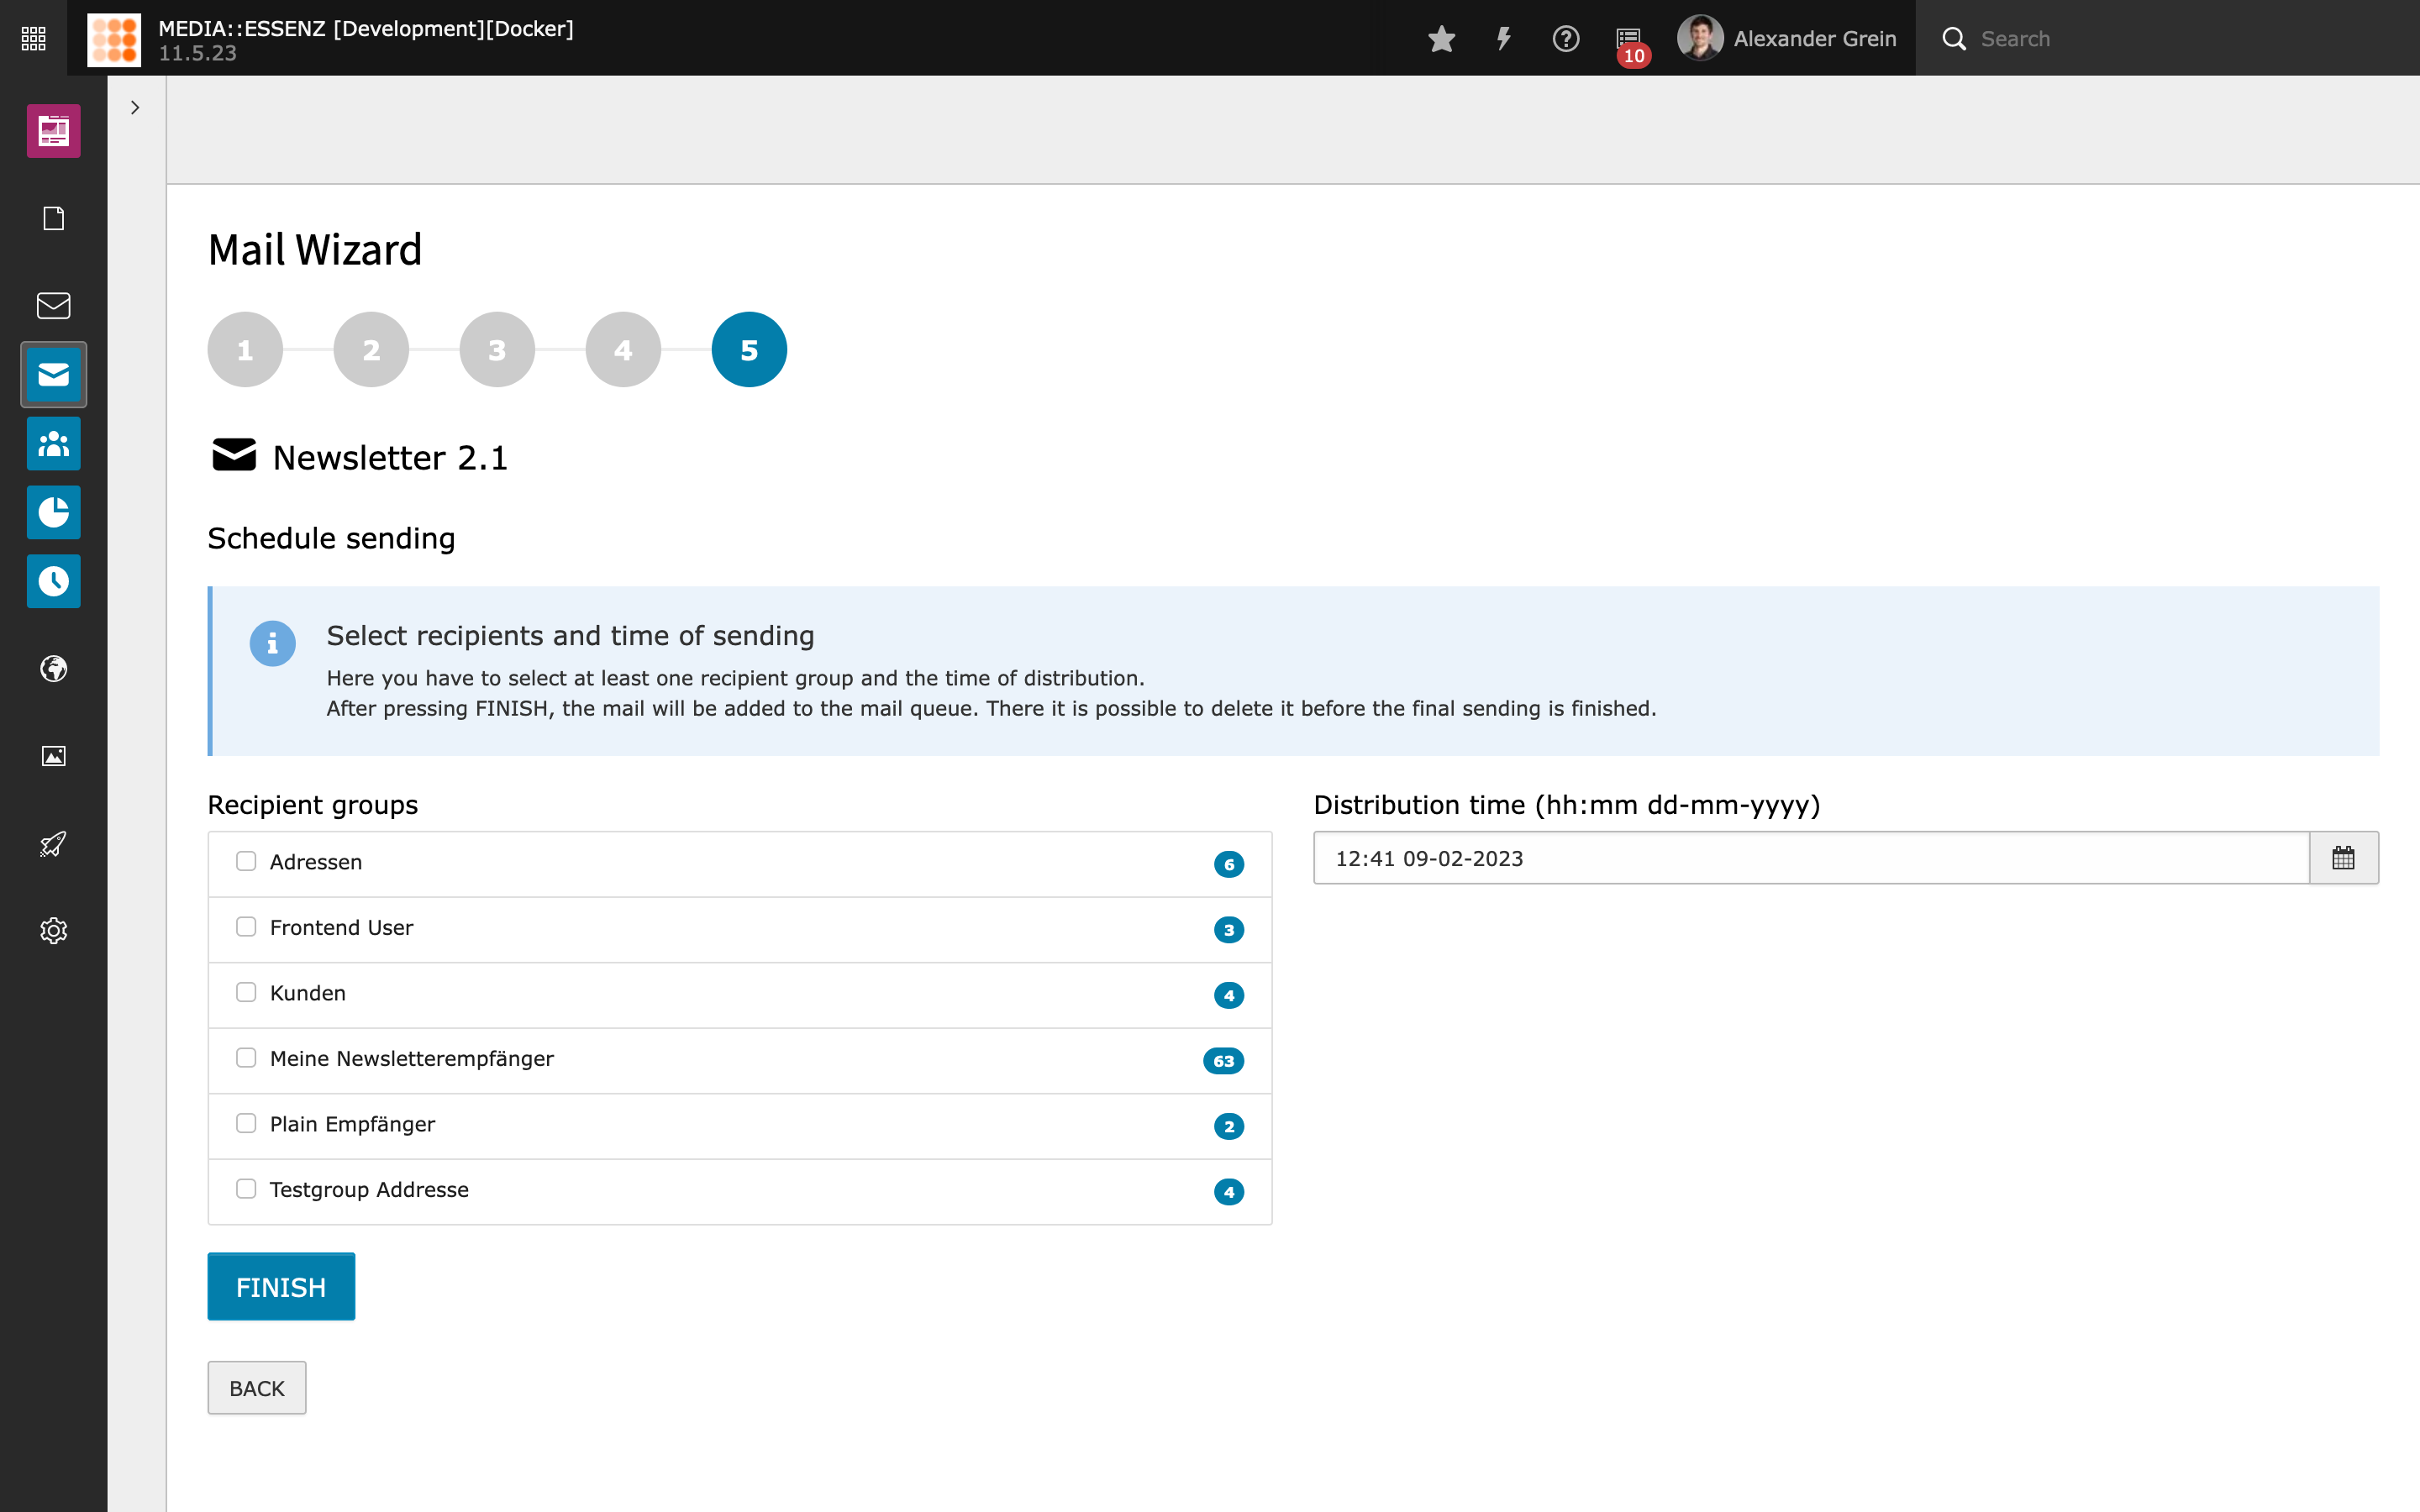 MEDIA::ESSENZ [Development][Docker]
11.5.23
10
Alexander Grein
Search
Mail Wizard
1 2 3 4 5
Newsletter 2.1
Schedule sending
Select recipients and time of sending
Here you have to select at least one recipient group and the time of distribution.
After pressing FINISH, the mail will be added to the mail queue. There it is possible to delete it before the final sending is finished.
Recipient groups
Adressen 6
Frontend User 3
Kunden 4
Meine Newsletterempfänger 63
Plain Empfänger 2
Testgroup Addresse 4
Distribution time (hh:mm dd-mm-yyyy)
12:41 09-02-2023
FINISH
BACK